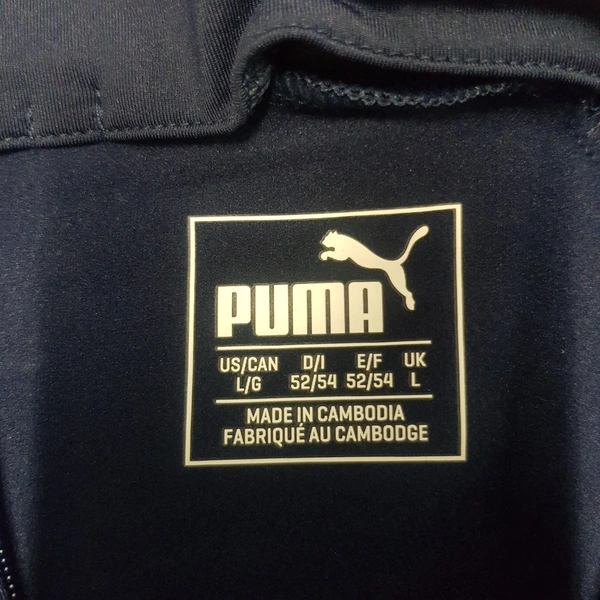 PUMA
US/CAN D/I E/F UK
L/G 52/54 52/54 L
MADE IN CAMBODIA
FABRIQUÉ AU CAMBODGE